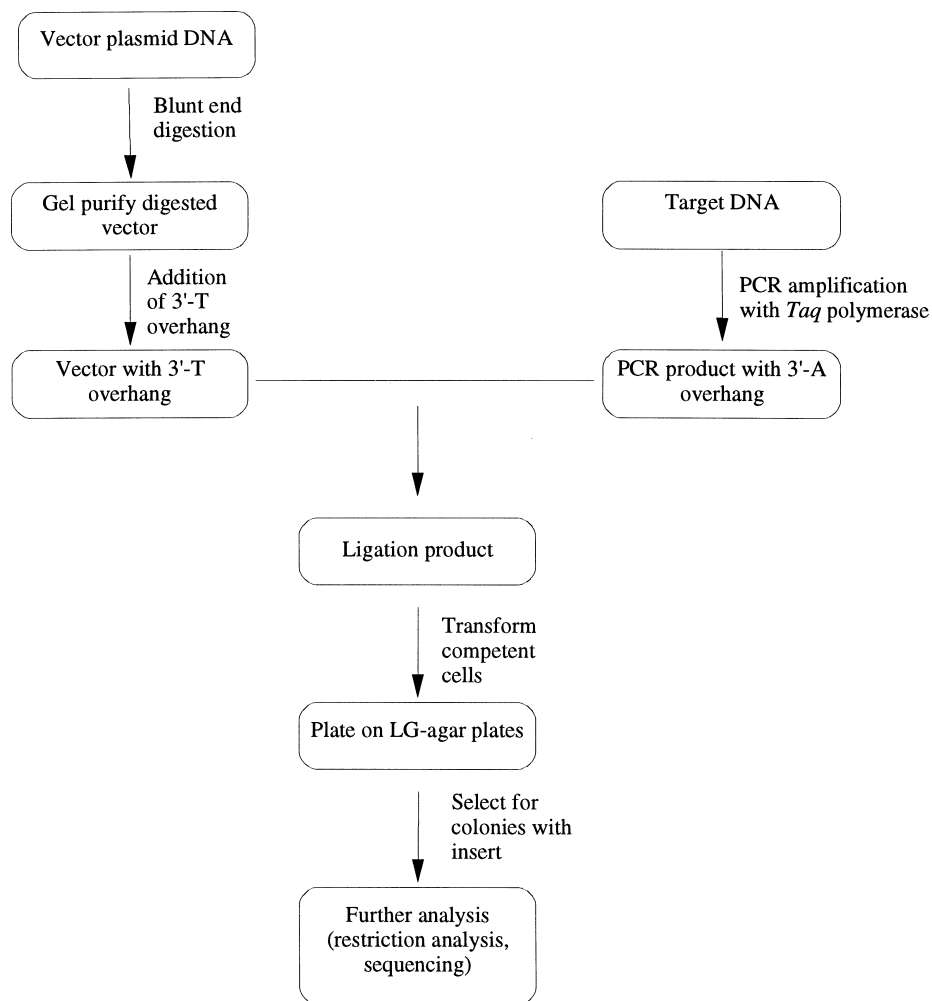 Vector plasmid DNA
Blunt end
digestion
Gel purify digested
vector
Addition
of 3'-T
overhang
Vector with 3'-T
overhang
Target DNA
PCR amplification
with Taq polymerase
PCR product with 3'-A
overhang
Ligation product
Transform
competent
cells
Plate on LG-agar plates
Select for
colonies with
insert
Further analysis
(restriction analysis,
sequencing)